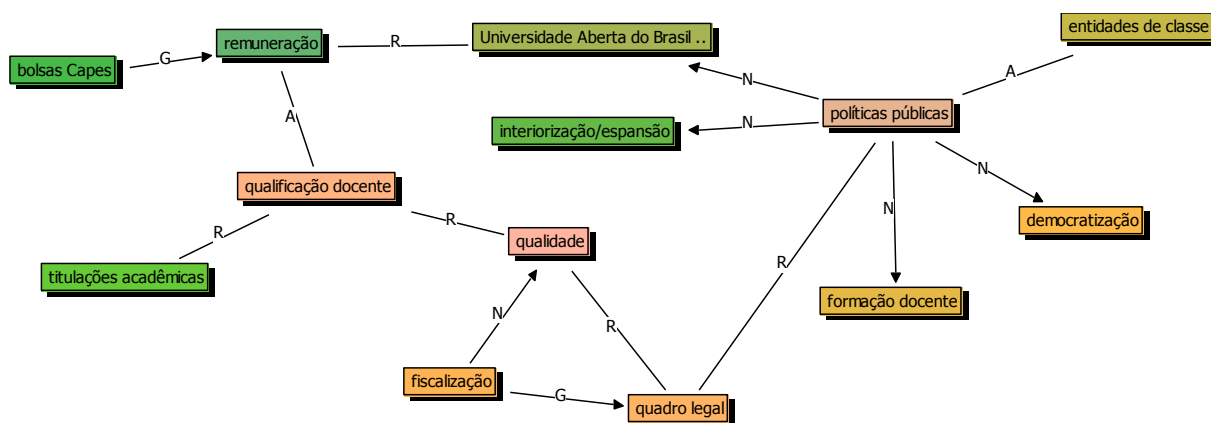 entidades de classe
remuneração
R
Universidade Aberta do Brasil ..
bolsas Capes
G
A
N
políticas públicas
A
interiorização/espansão
N
qualificação docente
N
N
R
R
democratização
qualidade
titulações acadêmicas
R
formação docente
N
R
fiscalização
G
quadro legal